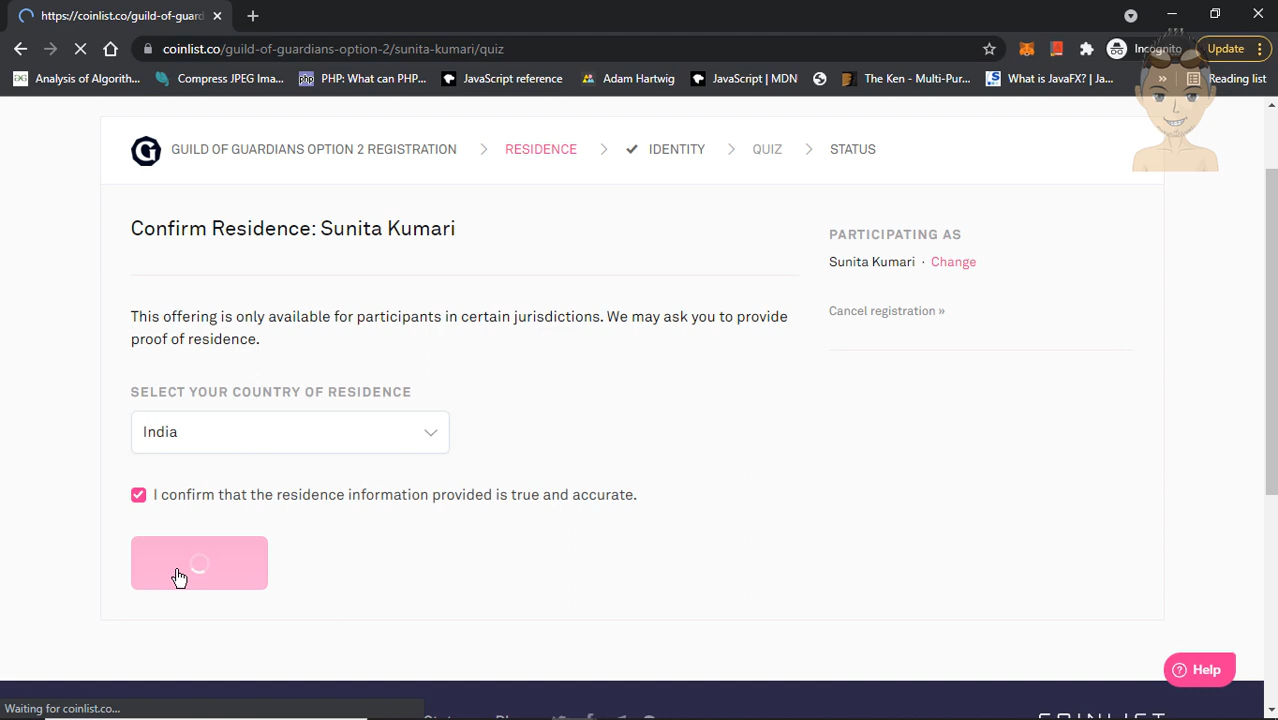 https://coinlist.co/guild-of-guard
coinlist.co/guild-of-guardians-option-2/sunita-kumari/quiz
Incognito
Update
Analysis of Algorith...
Compress JPEG Ima...
PHP: What can PHP...
JavaScript reference
Adam Hartwig
JavaScript | MDN
The Ken - Multi-Pur...
What is JavaFX? | Ja...
»
Reading list
GUILD OF GUARDIANS OPTION 2 REGISTRATION
RESIDENCE
IDENTITY
QUIZ
STATUS
Confirm Residence: Sunita Kumari
PARTICIPATING AS
Sunita Kumari · Change
Cancel registration »
This offering is only available for participants in certain jurisdictions. We may ask you to provide
proof of residence.
SELECT YOUR COUNTRY OF RESIDENCE
India
I confirm that the residence information provided is true and accurate.
Help
Waiting for coinlist.co...
COINLIST